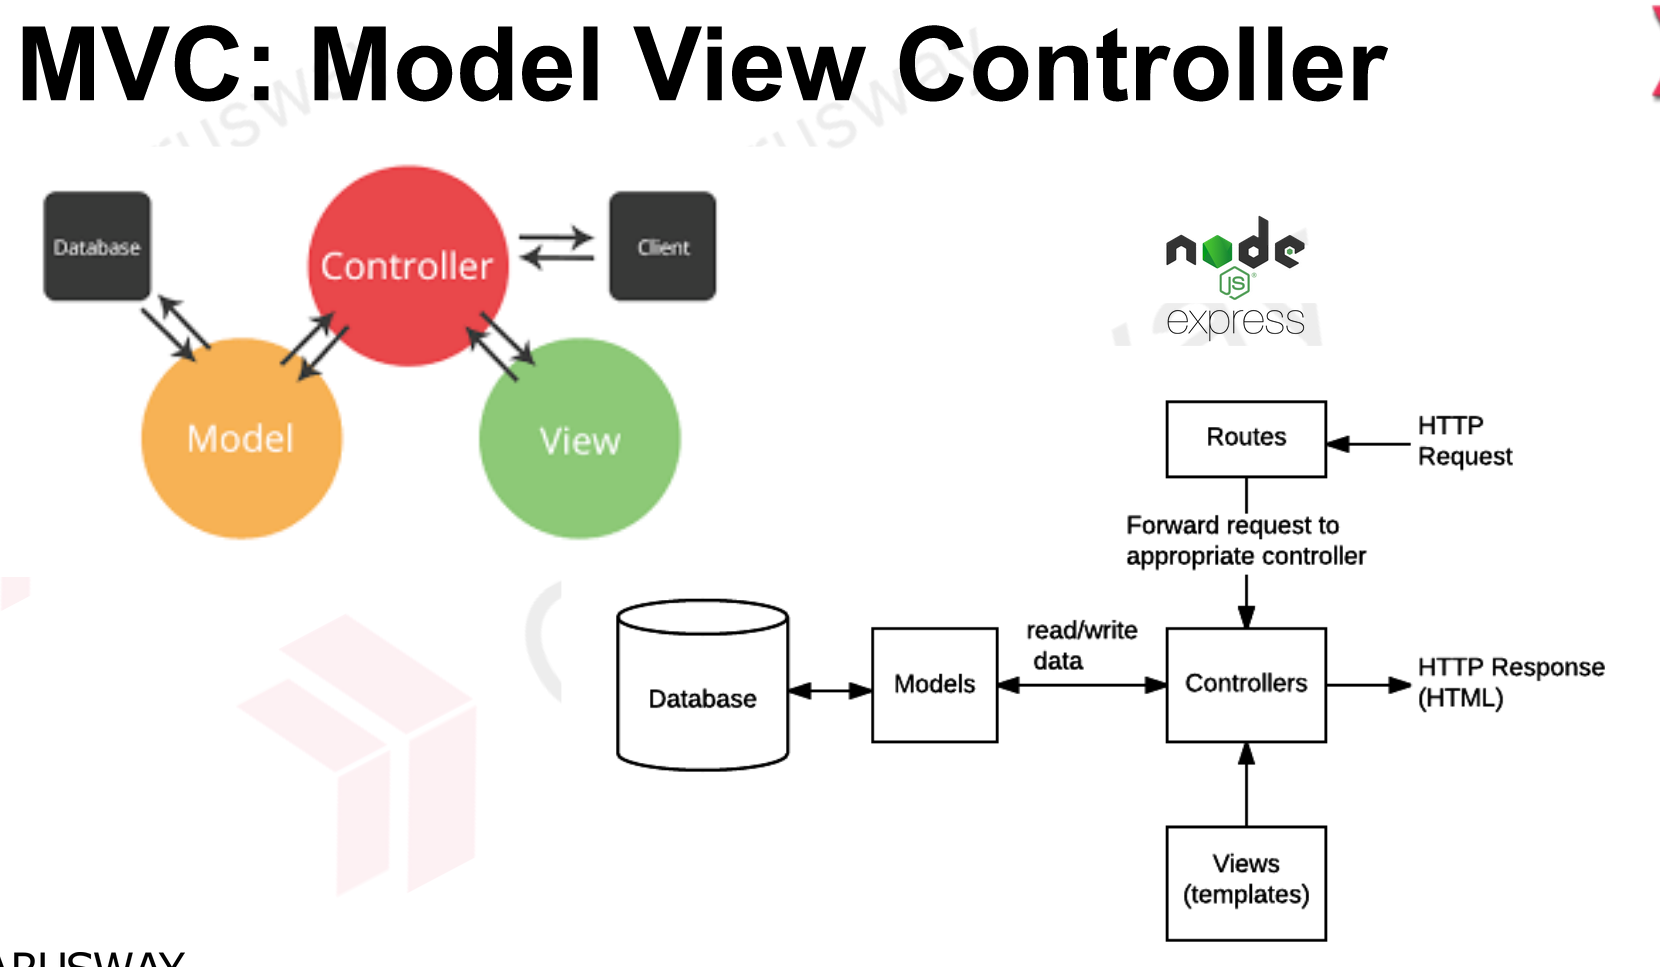 MVC: Model View Controller
Database
Controller
Client
Model
View
node
JS
express
Routes
HTTP
Request
Forward request to
appropriate controller
Database
Models
read/write
data
Controllers
HTTP Response
(HTML)
Views
(templates)